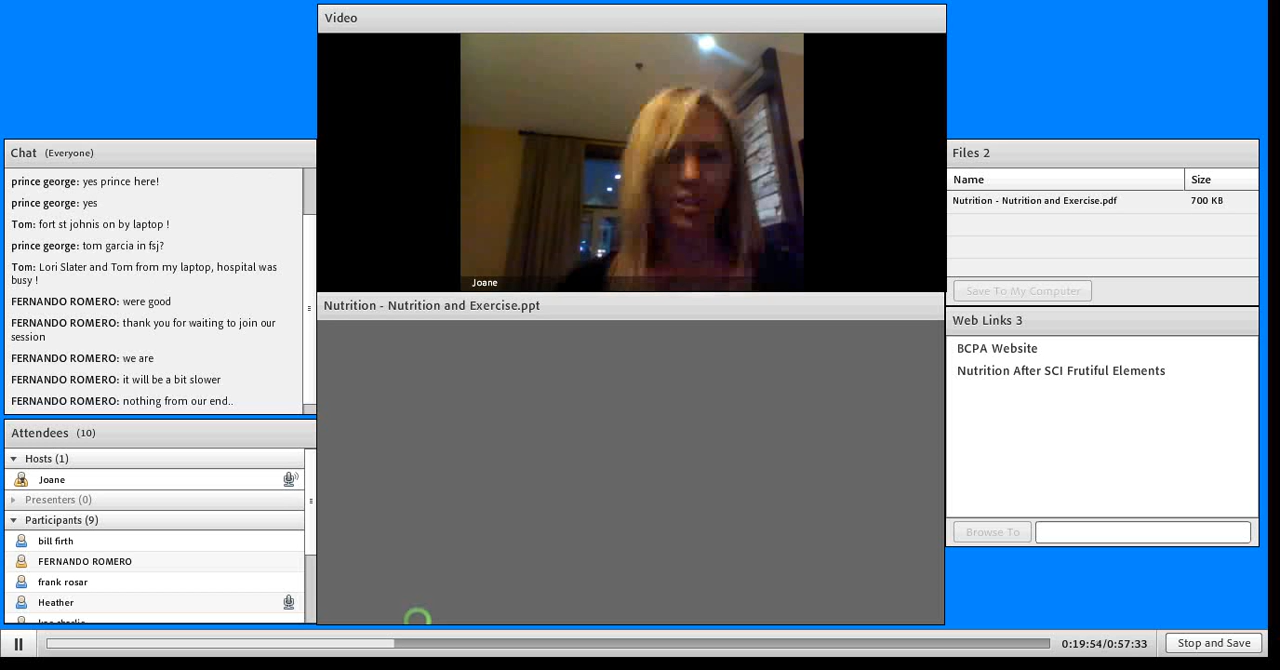 Video
Joane
Chat (Everyone)
prince george: yes prince here!
prince george: yes
Tom: fort st johnis on by laptop !
prince george: tom garcia in fsj?
Tom: Lori Slater and Tom from my laptop, hospital was
busy !
FERNANDO ROMERO: were good
FERNANDO ROMERO: thank you for waiting to join our
session
FERNANDO ROMERO: we are
FERNANDO ROMERO: it will be a bit slower
FERNANDO ROMERO: nothing from our end..
Attendees (10)
Hosts (1)
Joane
Presenters (0)
Participants (9)
bill firth
FERNANDO ROMERO
frank rosar
Heather
Nutrition - Nutrition and Exercise.ppt
Files 2
Name Size
Nutrition - Nutrition and Exercise.pdf 700 KB
Save To My Computer
Web Links 3
BCPA Website
Nutrition After SCI Frutiful Elements
Browse To
0:19:54/0:57:33
Stop and Save